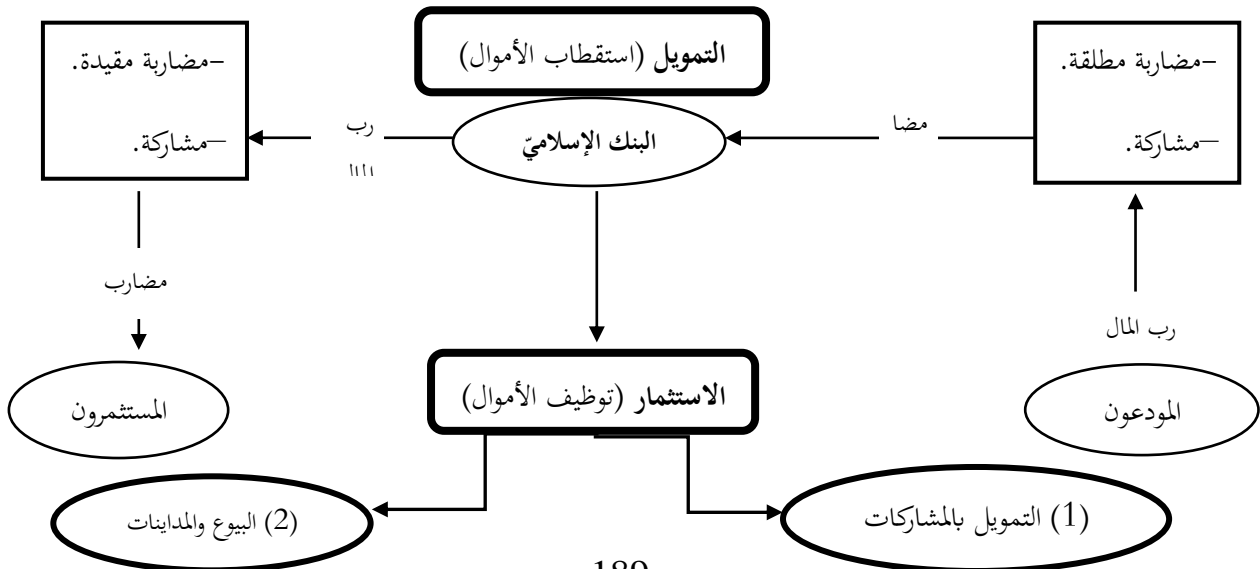 التمويل (استقطاب الأموال)
-مضاربة مطلقة.
-مشاركة.
مضا
البنك الإسلاميّ
رب
-مضاربة مقيدة.
-مشاركة.
مضارب
رب المال
المودعون
الاستثمار (توظيف الأموال)
المستثمرون
(1) التمويل بالمشاركات
(2) البيوع والمداينات